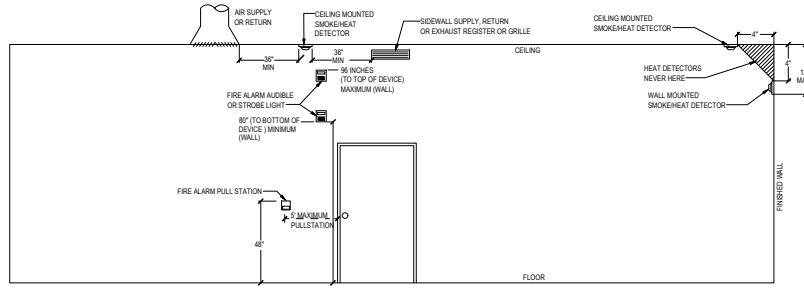 AIR SUPPLY
OR RETURN
CEILING MOUNTED
SMOKE/HEAT
DETECTOR
SIDEWALL SUPPLY, RETURN
OR EXHAUST REGISTER OR GRILLE
CEILING MOUNTED
SMOKE/HEAT DETECTOR
4"
CEILING
36"
MIN
36"
MIN
4"
96 INCHES
(TO TOP OF DEVICE)
MAXIMUM (WALL)
HEAT DETECTORS
NEVER HERE
FIRE ALARM AUDIBLE
OR STROBE LIGHT
WALL MOUNTED
SMOKE/HEAT DETECTOR
80" (TO BOTTOM OF
DEVICE ) MINIMUM
(WALL)
FIRE ALARM PULL STATION
5' MAXIMUM
PULLSTATION
48"
FINISHED WALL
FLOOR